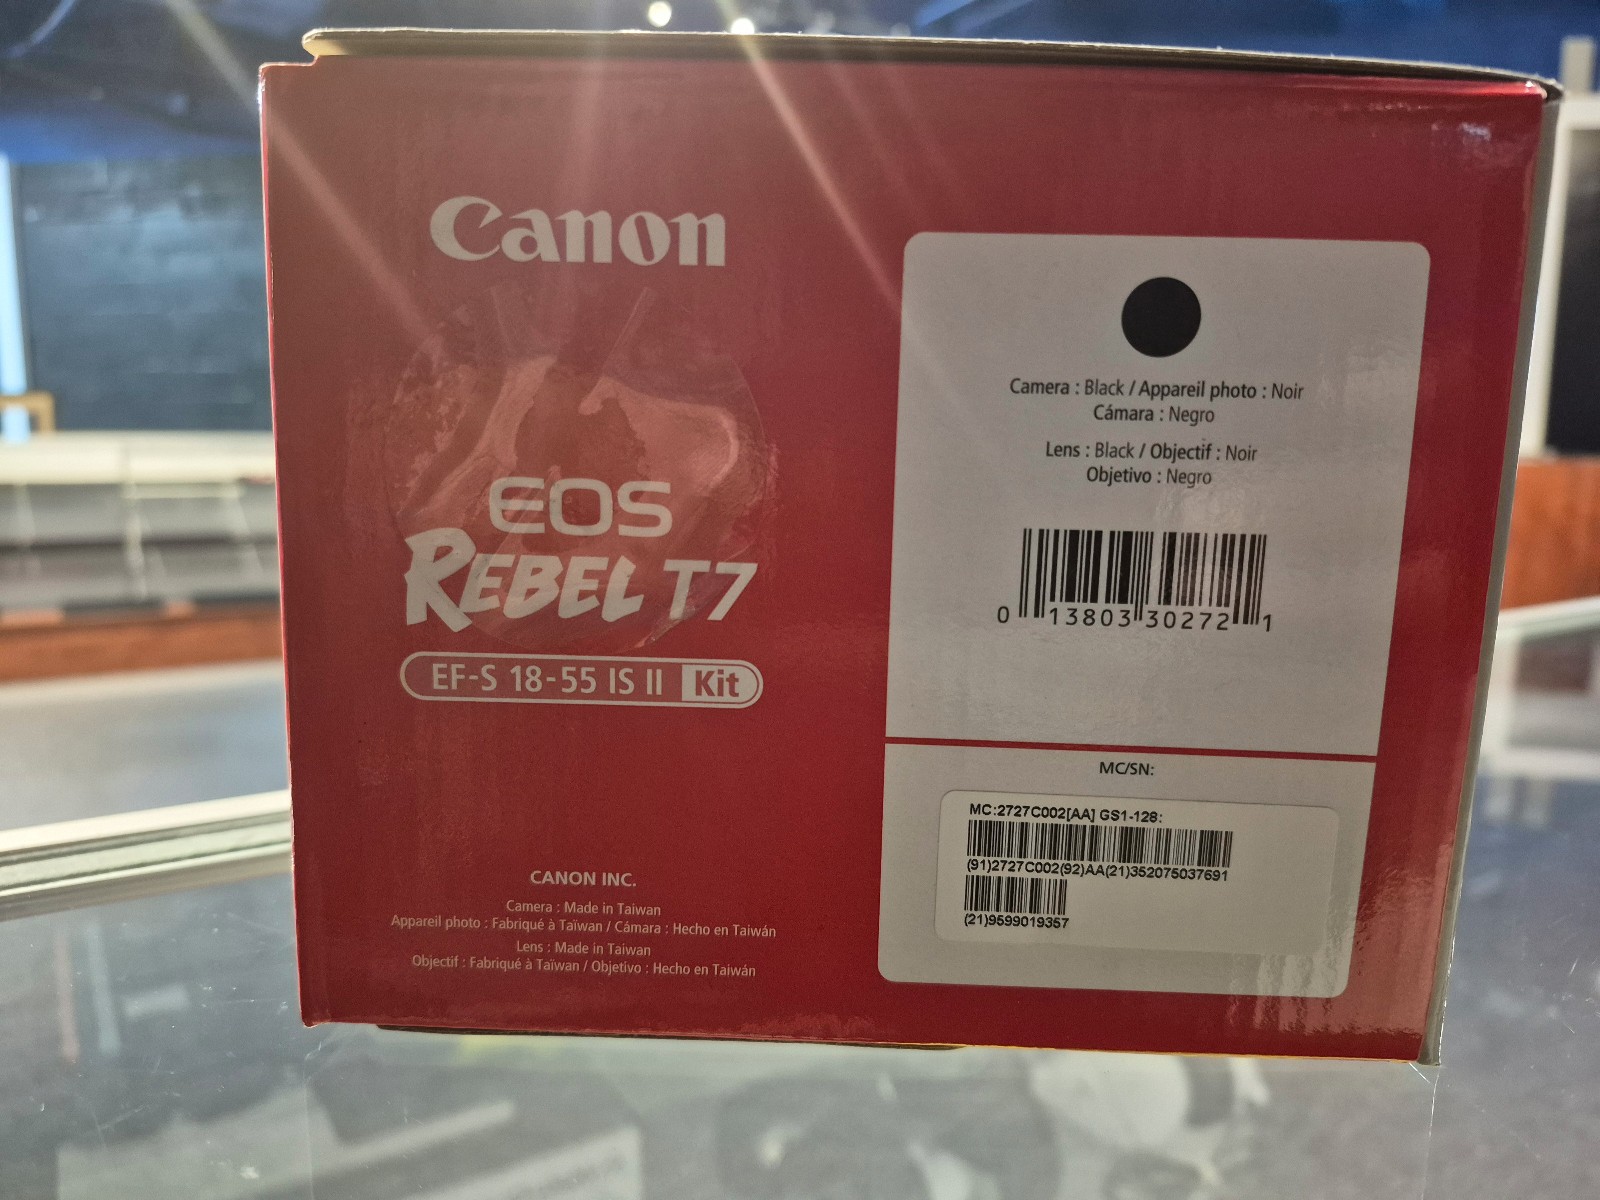 Canon
EOS
REBEL T7
EF-S 18-55 IS II Kit
CANON INC.
Camera : Made in Taiwan
Appareil photo : Fabriqué à Taïwan / Cámara : Hecho en Taiwán
Lens : Made in Taiwan
Objectif : Fabriqué à Taïwan / Objetivo : Hecho en Taiwán
Camera : Black / Appareil photo : Noir
Cámara : Negro
Lens : Black / Objectif : Noir
Objetivo : Negro
0 13803 30272 1
MC/SN:
MC:2727C002[AA] GS1-128:
(91)2727C002(92)AA(21)352075037691
(21)9599019357